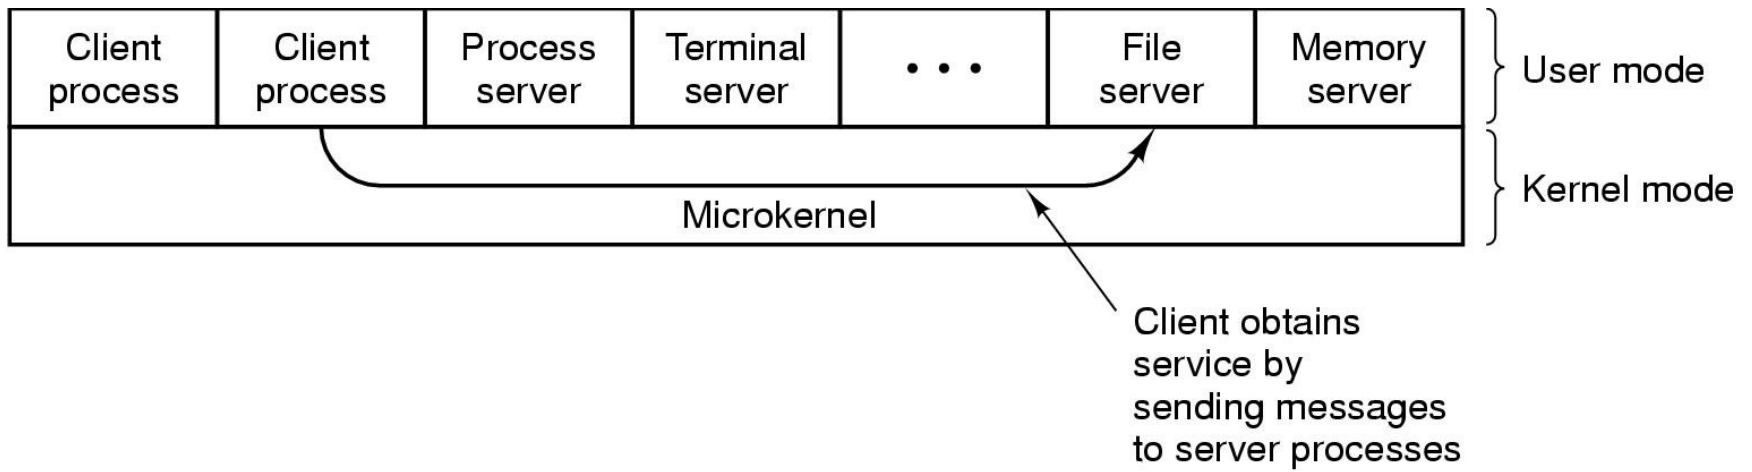 Client
process
Client
process
Process
server
Terminal
server
• • •
File
server
Memory
server
User mode
Microkernel
Kernel mode
Client obtains
service by
sending messages
to server processes